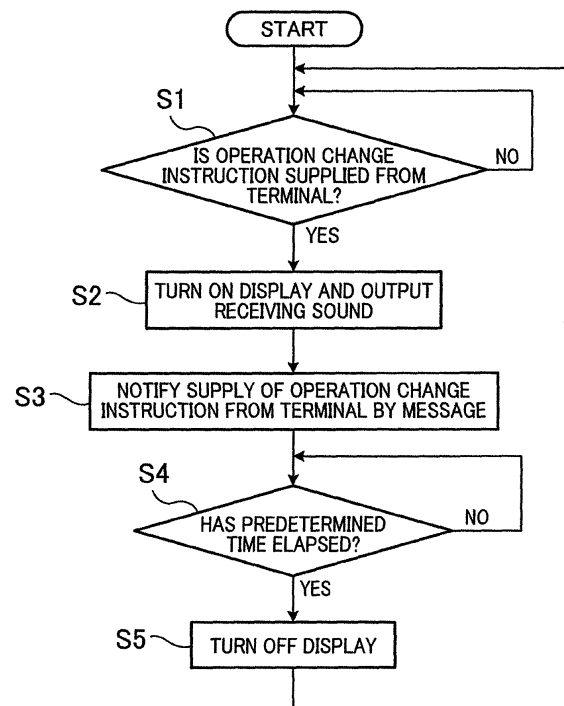 START
S1
IS OPERATION CHANGE
INSTRUCTION SUPPLIED FROM
TERMINAL?
NO
YES
S2
TURN ON DISPLAY AND OUTPUT
RECEIVING SOUND
S3
NOTIFY SUPPLY OF OPERATION CHANGE
INSTRUCTION FROM TERMINAL BY MESSAGE
S4
HAS PREDETERMINED
TIME ELAPSED?
NO
YES
S5
TURN OFF DISPLAY